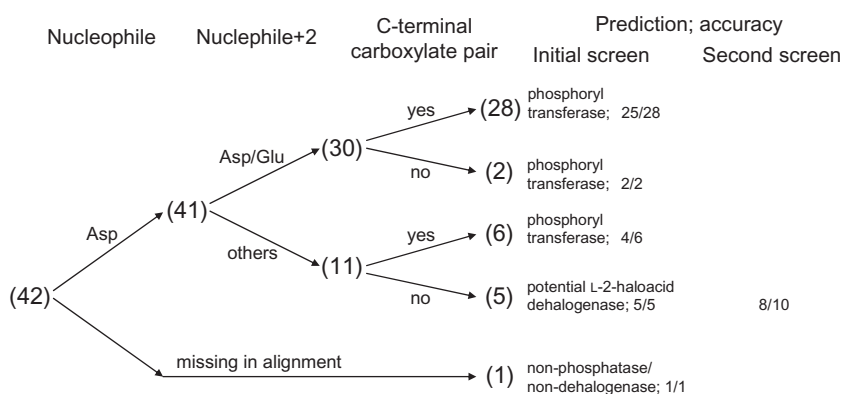 Prediction; accuracy
Nucleophile Nuclephile+2 C-terminal
carboxylate pair Initial screen Second screen
yes (28) phosphoryl
transferase; 25/28
Asp/Glu (30)
no (2) phosphoryl
transferase; 2/2
(41)
Asp others yes (6) phosphoryl
transferase; 4/6
(11)
(42) no (5) potential L-2-haloacid
dehalogenase; 5/5 8/10
missing in alignment (1) non-phosphatase/
non-dehalogenase; 1/1